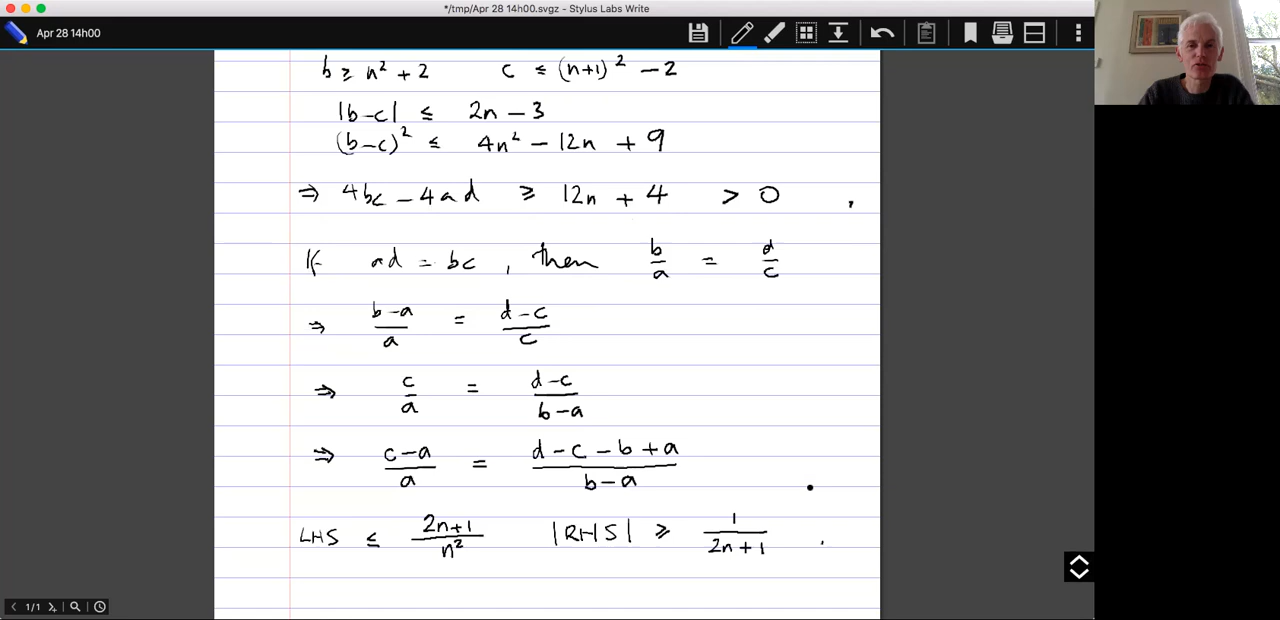 */tmp/Apr 28 14h00.svgz - Stylus Labs Write
Apr 28 14h00
b ≥ n² + 2 c ≤ (n+1)² - 2
|b-c| ≤ 2n - 3
(b-c)² ≤ 4n² - 12n + 9
⇒ 4bc - 4ad ≥ 12n + 4 > 0 ,
If ad = bc , then b/a = d/c
⇒ (b-a)/a = (d-c)/c
⇒ c/a = (d-c)/(b-a)
⇒ (c-a)/a = (d-c-b+a)/(b-a) .
LHS ≤ (2n+1)/n² |RHS| ≥ 1/(2n+1) .
1/1